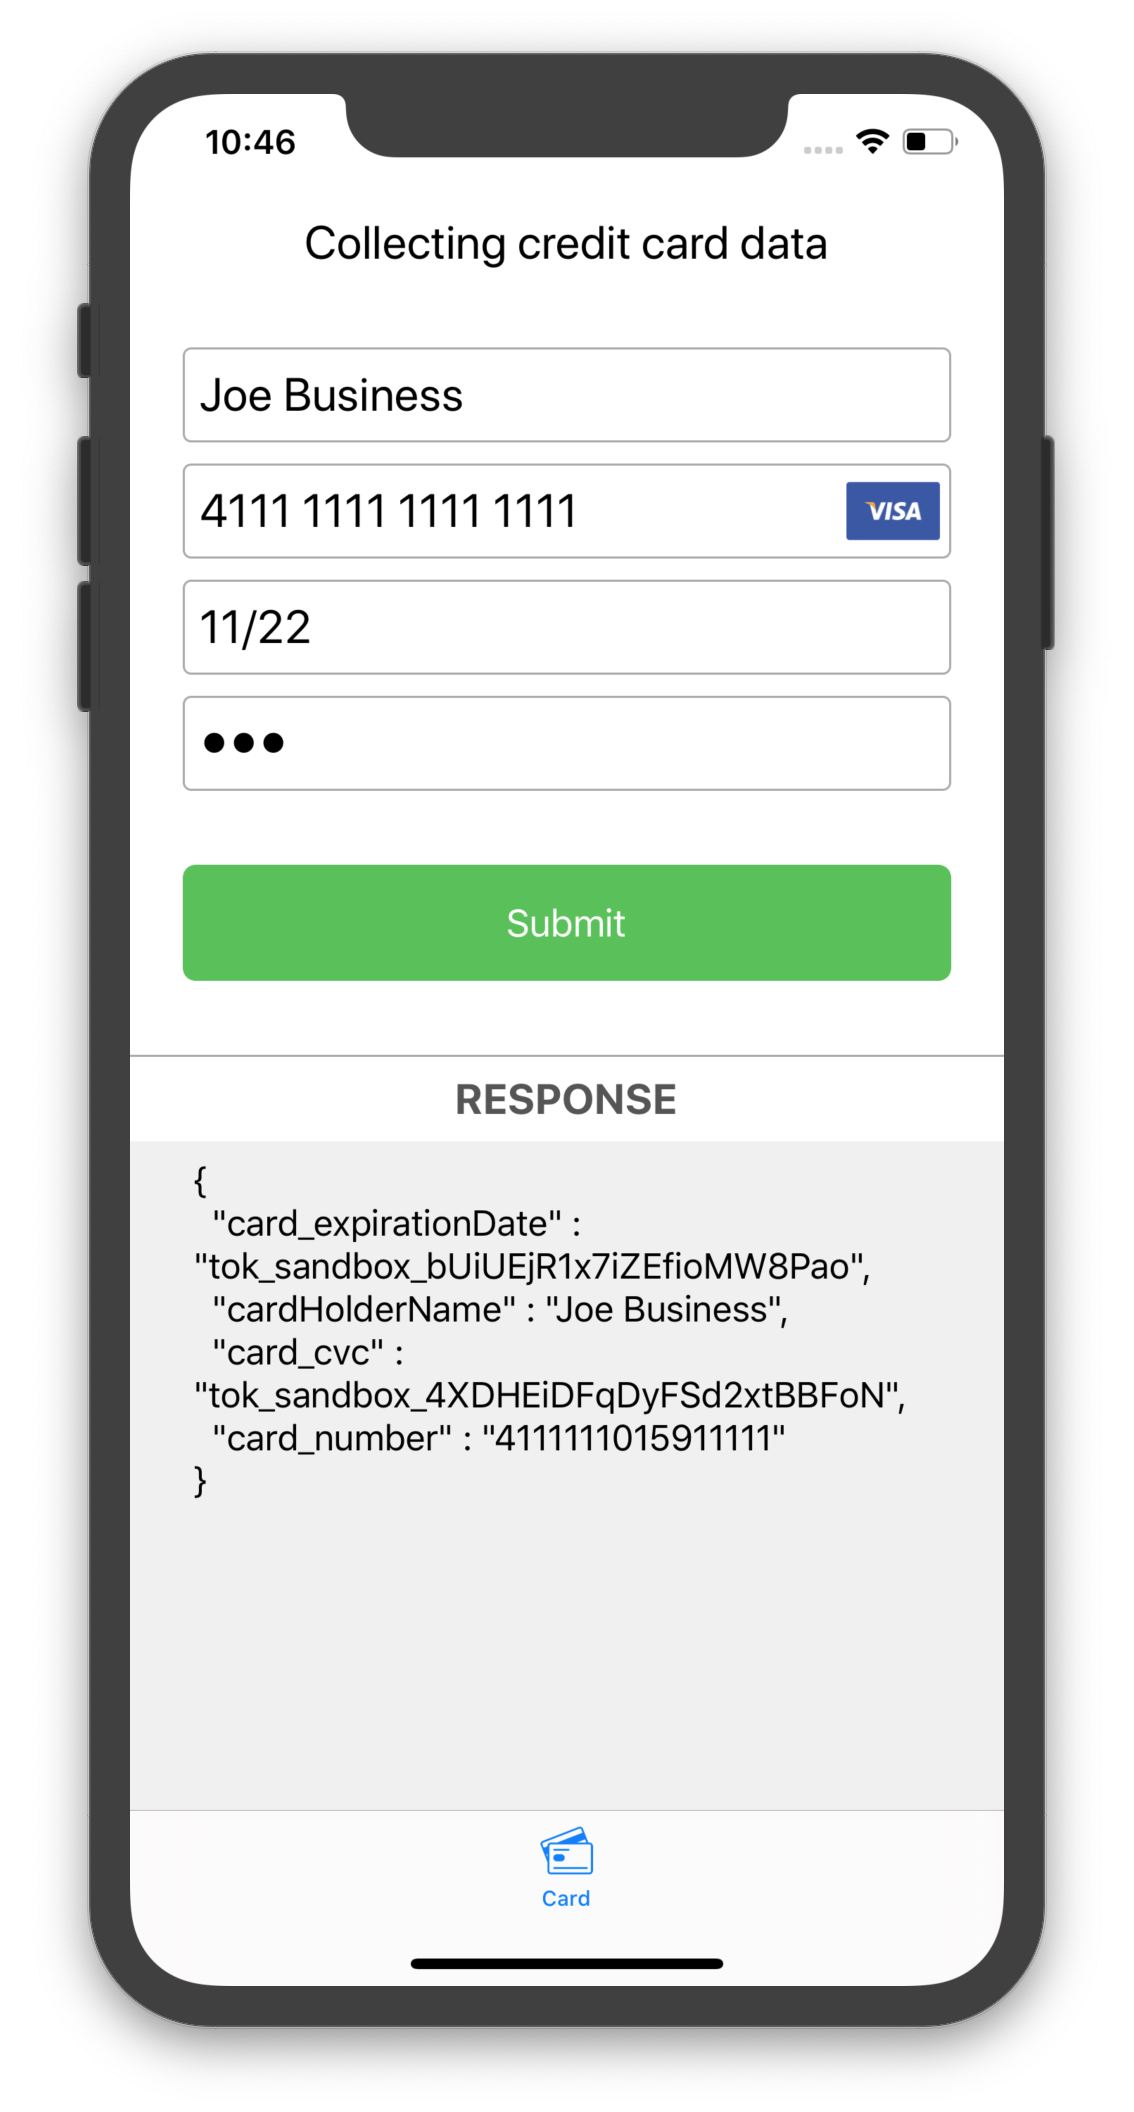 10:46
Collecting credit card data
Joe Business
4111 1111 1111 1111 VISA
11/22
●●●
Submit
RESPONSE
{
"card_expirationDate" :
"tok_sandbox_bUiUEjR1x7iZEfioMW8Pao",
"cardHolderName" : "Joe Business",
"card_cvc" :
"tok_sandbox_4XDHEiDFqDyFSd2xtBBFoN",
"card_number" : "4111111015911111"
}
Card